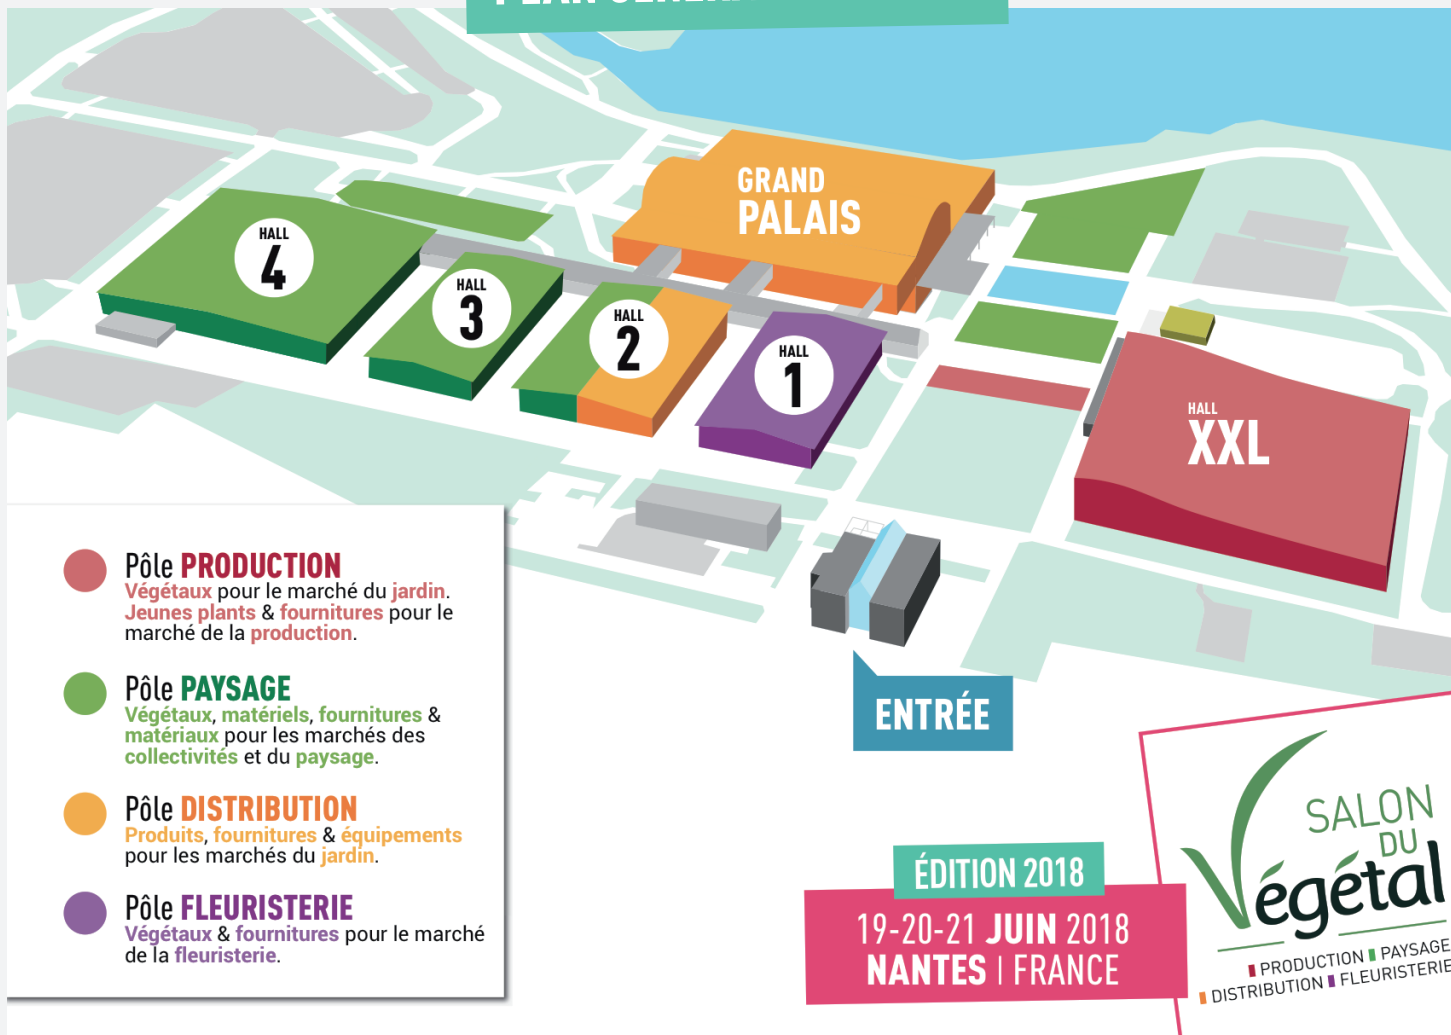 PLAN GÉNÉRAL
GRAND
PALAIS
HALL
4
HALL
3
HALL
2
HALL
1
HALL
XXL
Pôle PRODUCTION
Végétaux pour le marché du jardin.
Jeunes plants & fournitures pour le
marché de la production.
Pôle PAYSAGE
Végétaux, matériels, fournitures &
matériaux pour les marchés des
collectivités et du paysage.
Pôle DISTRIBUTION
Produits, fournitures & équipements
pour les marchés du jardin.
Pôle FLEURISTERIE
Végétaux & fournitures pour le marché
de la fleuristerie.
ENTRÉE
ÉDITION 2018
19-20-21 JUIN 2018
NANTES | FRANCE
SALON
DU
Végétal
PRODUCTION PAYSAGE
DISTRIBUTION FLEURISTERIE